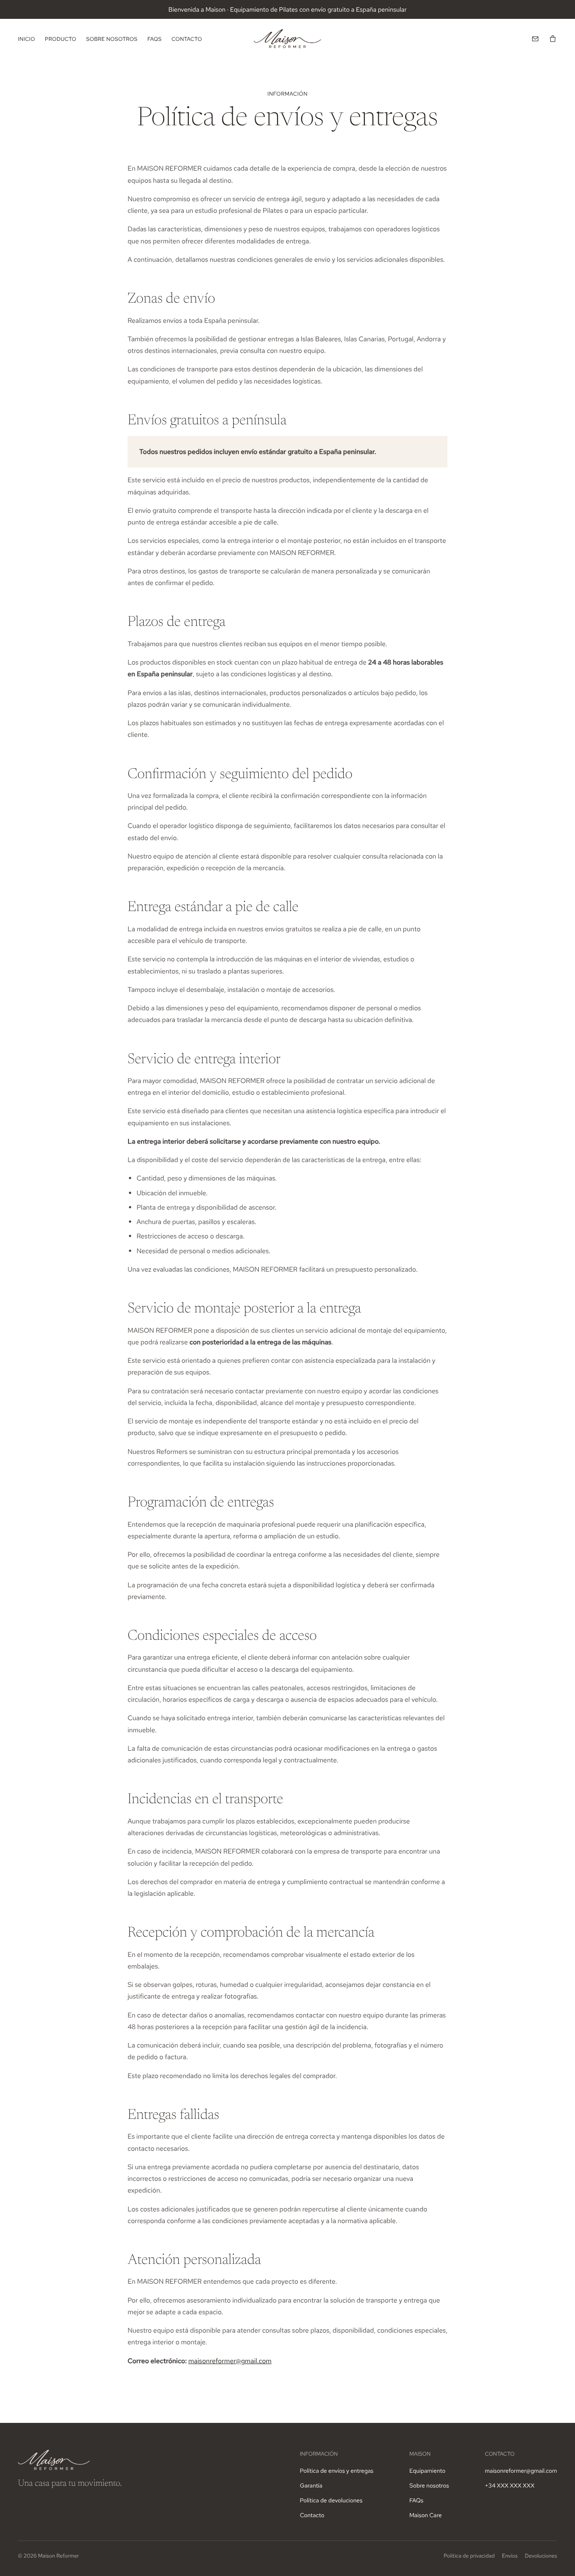 Bienvenida a Maison · Equipamiento de Pilates con envío gratuito a España peninsular
INICIO PRODUCTO SOBRE NOSOTROS FAQS CONTACTO
Maison
REFORMER
INFORMACIÓN
Política de envíos y entregas
En MAISON REFORMER cuidamos cada detalle de la experiencia de compra, desde la elección de nuestros
equipos hasta su llegada al destino.
Nuestro compromiso es ofrecer un servicio de entrega ágil, seguro y adaptado a las necesidades de cada
cliente, ya sea para un estudio profesional de Pilates o para un espacio particular.
Dadas las características, dimensiones y peso de nuestros equipos, trabajamos con operadores logísticos
que nos permiten ofrecer diferentes modalidades de entrega.
A continuación, detallamos nuestras condiciones generales de envío y los servicios adicionales disponibles.
Zonas de envío
Realizamos envíos a toda España peninsular.
También ofrecemos la posibilidad de gestionar entregas a Islas Baleares, Islas Canarias, Portugal, Andorra y
otros destinos internacionales, previa consulta con nuestro equipo.
Las condiciones de transporte para estos destinos dependerán de la ubicación, las dimensiones del
equipamiento, el volumen del pedido y las necesidades logísticas.
Envíos gratuitos a península
Todos nuestros pedidos incluyen envío estándar gratuito a España peninsular.
Este servicio está incluido en el precio de nuestros productos, independientemente de la cantidad de
máquinas adquiridas.
El envío gratuito comprende el transporte hasta la dirección indicada por el cliente y la descarga en el
punto de entrega estándar accesible a pie de calle.
Los servicios especiales, como la entrega interior o el montaje posterior, no están incluidos en el transporte
estándar y deberán acordarse previamente con MAISON REFORMER.
Para otros destinos, los gastos de transporte se calcularán de manera personalizada y se comunicarán
antes de confirmar el pedido.
Plazos de entrega
Trabajamos para que nuestros clientes reciban sus equipos en el menor tiempo posible.
Los productos disponibles en stock cuentan con un plazo habitual de entrega de 24 a 48 horas laborables
en España peninsular, sujeto a las condiciones logísticas y al destino.
Para envíos a las islas, destinos internacionales, productos personalizados o artículos bajo pedido, los
plazos podrán variar y se comunicarán individualmente.
Los plazos habituales son estimados y no sustituyen las fechas de entrega expresamente acordadas con el
cliente.
Confirmación y seguimiento del pedido
Una vez formalizada la compra, el cliente recibirá la confirmación correspondiente con la información
principal del pedido.
Cuando el operador logístico disponga de seguimiento, facilitaremos los datos necesarios para consultar el
estado del envío.
Nuestro equipo de atención al cliente estará disponible para resolver cualquier consulta relacionada con la
preparación, expedición o recepción de la mercancía.
Entrega estándar a pie de calle
La modalidad de entrega incluida en nuestros envíos gratuitos se realiza a pie de calle, en un punto
accesible para el vehículo de transporte.
Este servicio no contempla la introducción de las máquinas en el interior de viviendas, estudios o
establecimientos, ni su traslado a plantas superiores.
Tampoco incluye el desembalaje, instalación o montaje de accesorios.
Debido a las dimensiones y peso del equipamiento, recomendamos disponer de personal o medios
adecuados para trasladar la mercancía desde el punto de descarga hasta su ubicación definitiva.
Servicio de entrega interior
Para mayor comodidad, MAISON REFORMER ofrece la posibilidad de contratar un servicio adicional de
entrega en el interior del domicilio, estudio o establecimiento profesional.
Este servicio está diseñado para clientes que necesitan una asistencia logística específica para introducir el
equipamiento en sus instalaciones.
La entrega interior deberá solicitarse y acordarse previamente con nuestro equipo.
La disponibilidad y el coste del servicio dependerán de las características de la entrega, entre ellas:
• Cantidad, peso y dimensiones de las máquinas.
• Ubicación del inmueble.
• Planta de entrega y disponibilidad de ascensor.
• Anchura de puertas, pasillos y escaleras.
• Restricciones de acceso o descarga.
• Necesidad de personal o medios adicionales.
Una vez evaluadas las condiciones, MAISON REFORMER facilitará un presupuesto personalizado.
Servicio de montaje posterior a la entrega
MAISON REFORMER pone a disposición de sus clientes un servicio adicional de montaje del equipamiento,
que podrá realizarse con posterioridad a la entrega de las máquinas.
Este servicio está orientado a quienes prefieren contar con asistencia especializada para la instalación y
preparación de sus equipos.
Para su contratación será necesario contactar previamente con nuestro equipo y acordar las condiciones
del servicio, incluida la fecha, disponibilidad, alcance del montaje y presupuesto correspondiente.
El servicio de montaje es independiente del transporte estándar y no está incluido en el precio del
producto, salvo que se indique expresamente en el presupuesto o pedido.
Nuestros Reformers se suministran con su estructura principal premontada y los accesorios
correspondientes, lo que facilita su instalación siguiendo las instrucciones proporcionadas.
Programación de entregas
Entendemos que la recepción de maquinaria profesional puede requerir una planificación específica,
especialmente durante la apertura, reforma o ampliación de un estudio.
Por ello, ofrecemos la posibilidad de coordinar la entrega conforme a las necesidades del cliente, siempre
que se solicite antes de la expedición.
La programación de una fecha concreta estará sujeta a disponibilidad logística y deberá ser confirmada
previamente.
Condiciones especiales de acceso
Para garantizar una entrega eficiente, el cliente deberá informar con antelación sobre cualquier
circunstancia que pueda dificultar el acceso o la descarga del equipamiento.
Entre estas situaciones se encuentran las calles peatonales, accesos restringidos, limitaciones de
circulación, horarios específicos de carga y descarga o ausencia de espacios adecuados para el vehículo.
Cuando se haya solicitado entrega interior, también deberán comunicarse las características relevantes del
inmueble.
La falta de comunicación de estas circunstancias podrá ocasionar modificaciones en la entrega o gastos
adicionales justificados, cuando corresponda legal y contractualmente.
Incidencias en el transporte
Aunque trabajamos para cumplir los plazos establecidos, excepcionalmente pueden producirse
alteraciones derivadas de circunstancias logísticas, meteorológicas o administrativas.
En caso de incidencia, MAISON REFORMER colaborará con la empresa de transporte para encontrar una
solución y facilitar la recepción del pedido.
Los derechos del comprador en materia de entrega y cumplimiento contractual se mantendrán conforme a
la legislación aplicable.
Recepción y comprobación de la mercancía
En el momento de la recepción, recomendamos comprobar visualmente el estado exterior de los
embalajes.
Si se observan golpes, roturas, humedad o cualquier irregularidad, aconsejamos dejar constancia en el
justificante de entrega y realizar fotografías.
En caso de detectar daños o anomalías, recomendamos contactar con nuestro equipo durante las primeras
48 horas posteriores a la recepción para facilitar una gestión ágil de la incidencia.
La comunicación deberá incluir, cuando sea posible, una descripción del problema, fotografías y el número
de pedido o factura.
Este plazo recomendado no limita los derechos legales del comprador.
Entregas fallidas
Es importante que el cliente facilite una dirección de entrega correcta y mantenga disponibles los datos de
contacto necesarios.
Si una entrega previamente acordada no pudiera completarse por ausencia del destinatario, datos
incorrectos o restricciones de acceso no comunicadas, podría ser necesario organizar una nueva
expedición.
Los costes adicionales justificados que se generen podrán repercutirse al cliente únicamente cuando
corresponda conforme a las condiciones previamente aceptadas y a la normativa aplicable.
Atención personalizada
En MAISON REFORMER entendemos que cada proyecto es diferente.
Por ello, ofrecemos asesoramiento individualizado para encontrar la solución de transporte y entrega que
mejor se adapte a cada espacio.
Nuestro equipo está disponible para atender consultas sobre plazos, disponibilidad, condiciones especiales,
entrega interior o montaje.
Correo electrónico: maisonreformer@gmail.com
Maison
REFORMER
Una casa para tu movimiento.
INFORMACIÓN
Política de envíos y entregas
Garantía
Política de devoluciones
Contacto
MAISON
Equipamiento
Sobre nosotros
FAQs
Maison Care
CONTACTO
maisonreformer@gmail.com
+34 XXX XXX XXX
© 2026 Maison Reformer
Política de privacidad Envíos Devoluciones